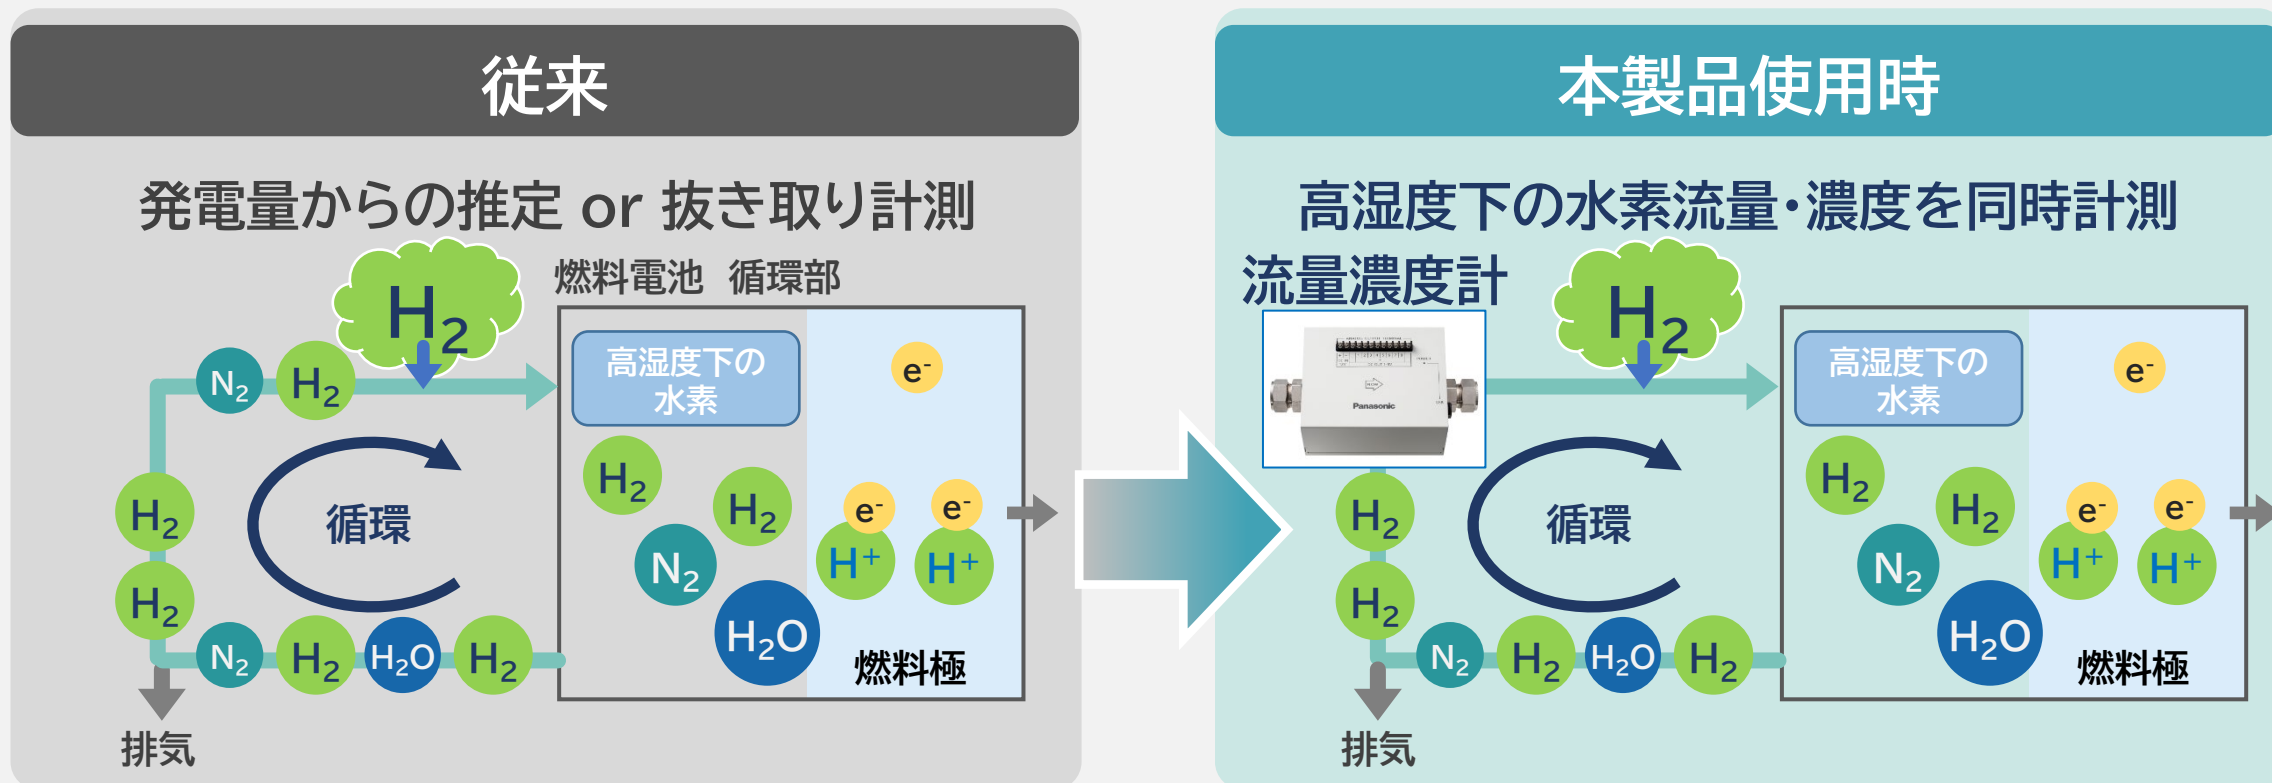 従来
発電量からの推定 or 抜き取り計測
H₂
燃料電池 循環部
高湿度下の
水素
N₂
H₂
e⁻
H₂
H₂
H₂
循環
N₂
e⁻
e⁻
H⁺
H⁺
H₂
H₂O
N₂
H₂
H₂O
H₂
燃料極
排気
本製品使用時
高湿度下の水素流量・濃度を同時計測
流量濃度計
H₂
Panasonic
高湿度下の
水素
e⁻
H₂
H₂
H₂
循環
N₂
e⁻
e⁻
H⁺
H⁺
H₂
H₂O
N₂
H₂
H₂O
H₂
燃料極
排気